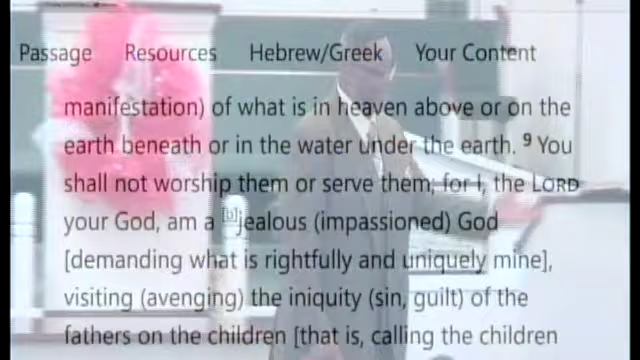 Passage Resources Hebrew/Greek Your Content
manifestation) of what is in heaven above or on the
earth beneath or in the water under the earth. 9 You
shall not worship them or serve them; for I, the LORD
your God, am a [b]jealous (impassioned) God
[demanding what is rightfully and uniquely mine],
visiting (avenging) the iniquity (sin, guilt) of the
fathers on the children [that is, calling the children